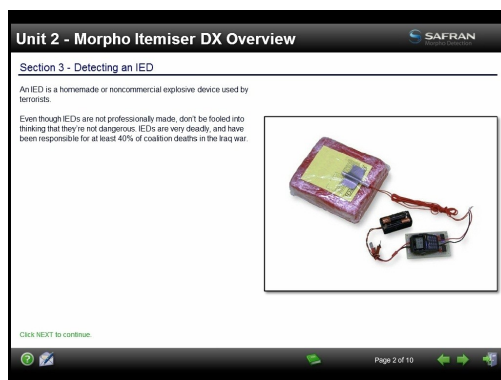 Unit 2 - Morpho Itemiser DX Overview
SAFRAN
Morpho Detection
Section 3 - Detecting an IED
An IED is a homemade or noncommercial explosive device used by
terrorists.
Even though IEDs are not professionally made, don't be fooled into
thinking that they're not dangerous. IEDs are very deadly, and have
been responsible for at least 40% of coalition deaths in the Iraq war.
Click NEXT to continue.
Page 2 of 10